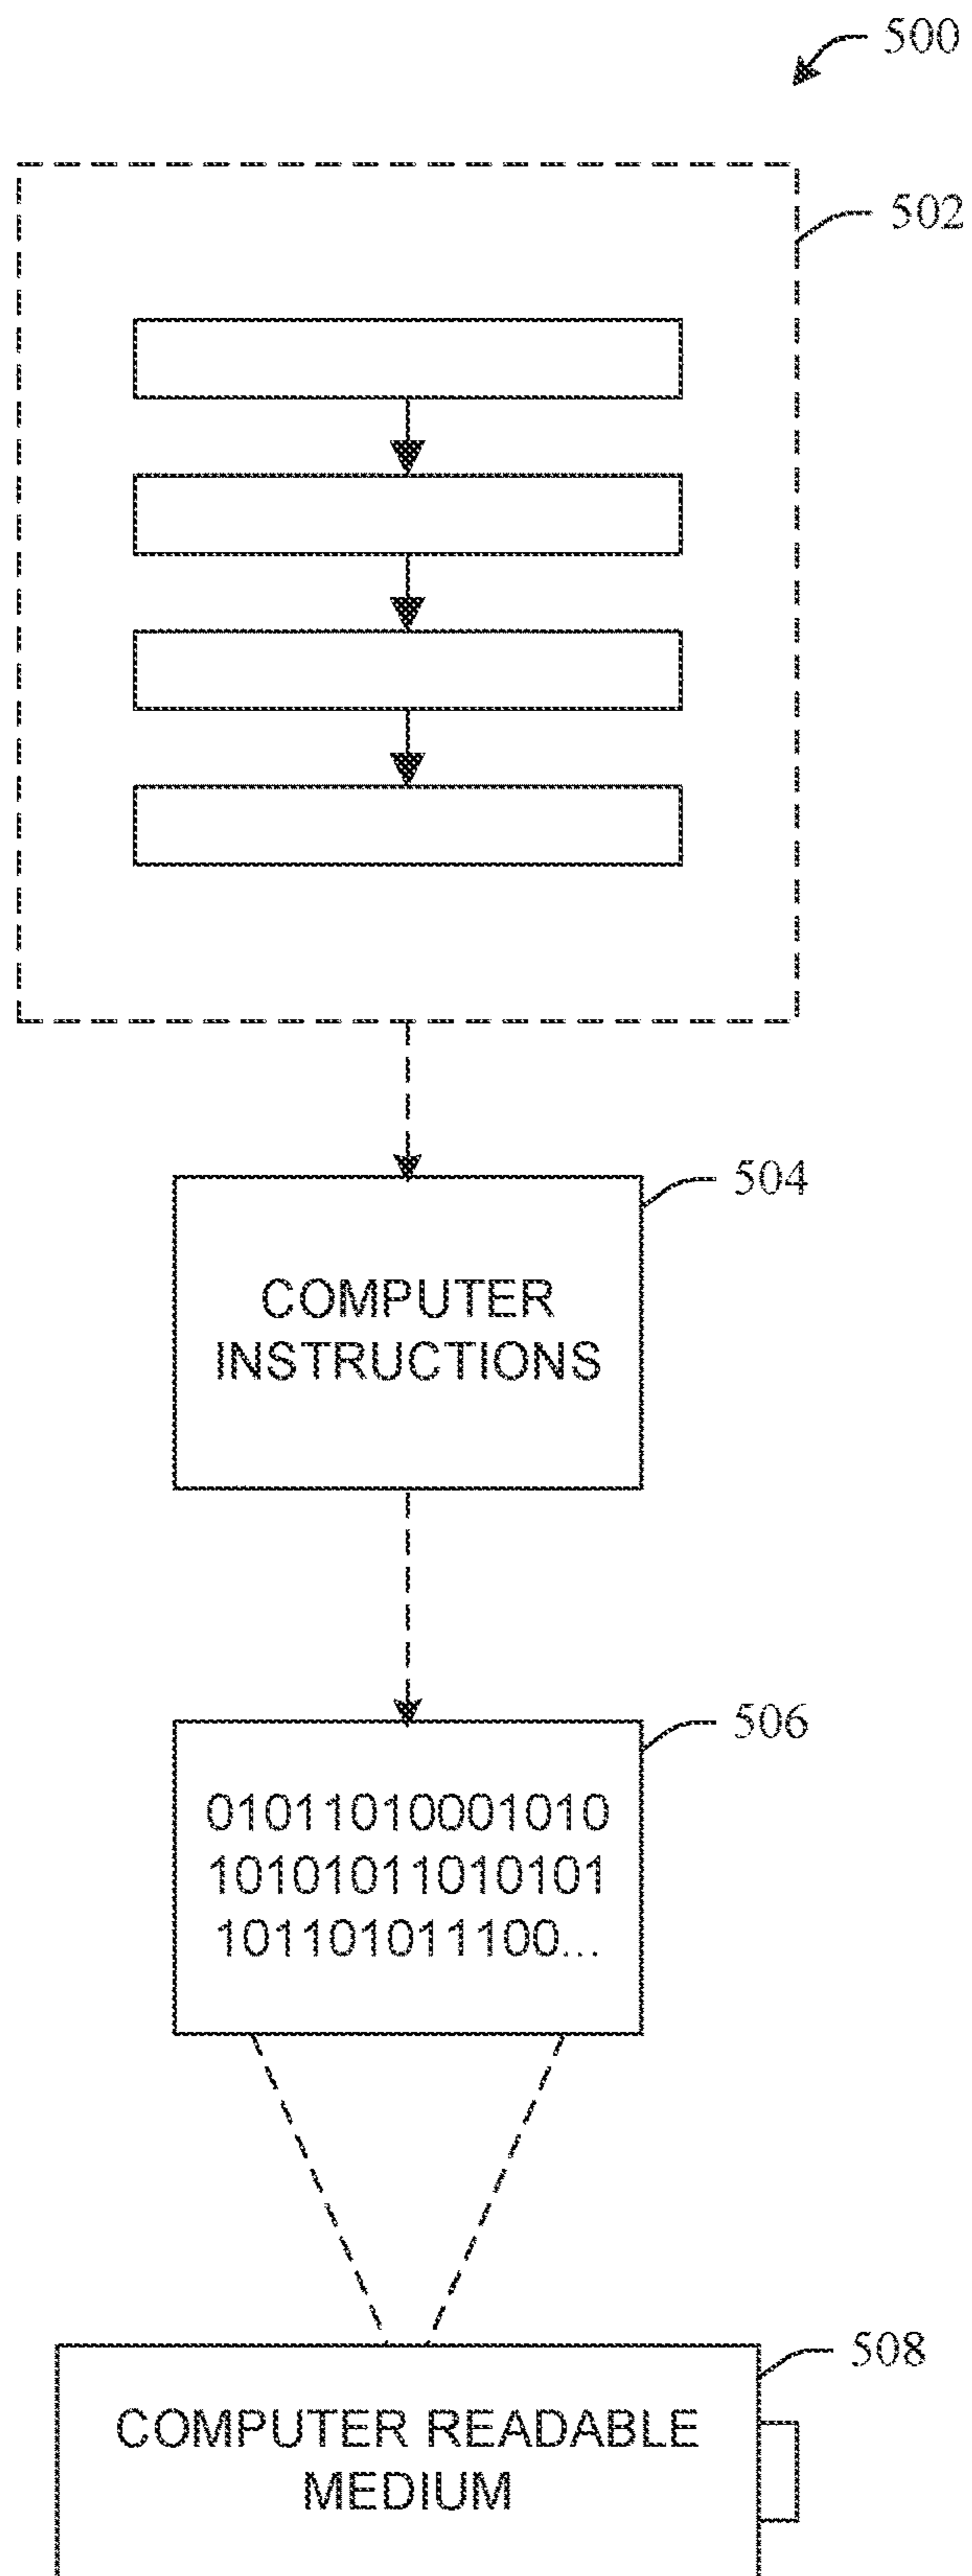 500
502
504
COMPUTER
INSTRUCTIONS
506
01011010001010
10101011010101
101101011100...
508
COMPUTER READABLE
MEDIUM